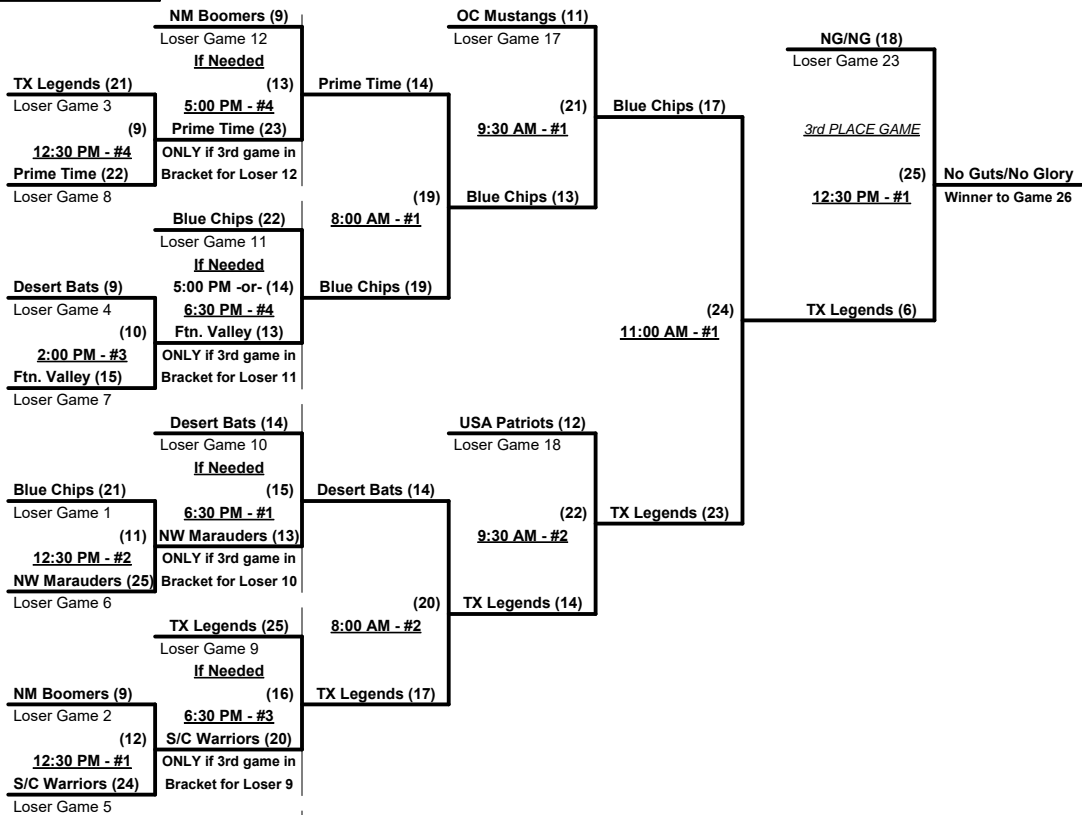 NM Boomers (9)
Loser Game 12
If Needed
TX Legends (21)
(13)
Loser Game 3
5:00 PM - #4
(9)
Prime Time (23)
12:30 PM - #4
ONLY if 3rd game in
Prime Time (22)
Bracket for Loser 12
Loser Game 8
Blue Chips (22)
Loser Game 11
If Needed
Desert Bats (9)
5:00 PM -or- (14)
Loser Game 4
6:30 PM - #4
(10)
Ftn. Valley (13)
2:00 PM - #3
ONLY if 3rd game in
Ftn. Valley (15)
Bracket for Loser 11
Loser Game 7
Desert Bats (14)
Loser Game 10
If Needed
Blue Chips (21)
(15)
Loser Game 1
6:30 PM - #1
(11)
NW Marauders (13)
12:30 PM - #2
ONLY if 3rd game in
NW Marauders (25)
Bracket for Loser 10
Loser Game 6
TX Legends (25)
Loser Game 9
If Needed
NM Boomers (9)
(16)
Loser Game 2
6:30 PM - #3
(12)
S/C Warriors (20)
12:30 PM - #1
ONLY if 3rd game in
S/C Warriors (24)
Bracket for Loser 9
Loser Game 5
Prime Time (14)
(19)
8:00 AM - #1
Blue Chips (19)
Desert Bats (14)
(20)
8:00 AM - #2
TX Legends (17)
OC Mustangs (11)
Loser Game 17
(21)
9:30 AM - #1
Blue Chips (13)
USA Patriots (12)
Loser Game 18
(22)
9:30 AM - #2
TX Legends (14)
Blue Chips (17)
(24)
11:00 AM - #1
TX Legends (23)
NG/NG (18)
Loser Game 23
3rd PLACE GAME
(25)
12:30 PM - #1
TX Legends (6)
No Guts/No Glory
Winner to Game 26